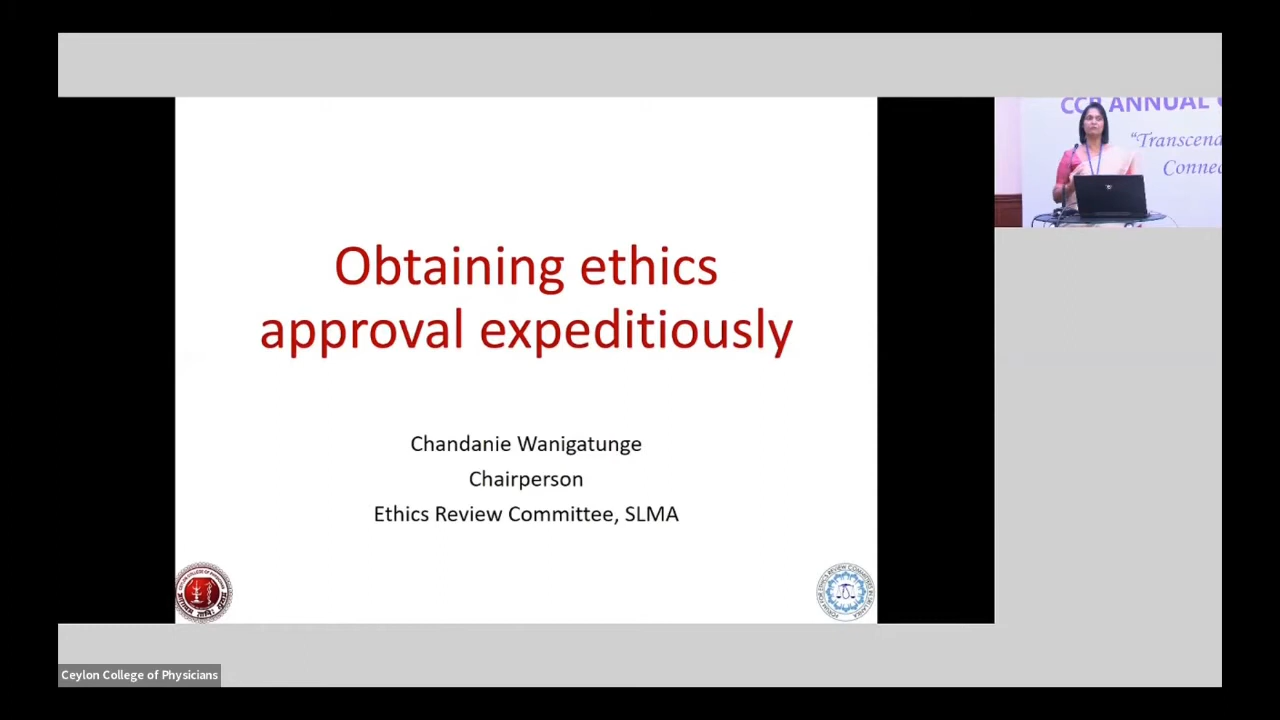 Obtaining ethics
approval expeditiously
Chandanie Wanigatunge
Chairperson
Ethics Review Committee, SLMA
CCP ANNUAL
"Transcend
Connec
Ceylon College of Physicians